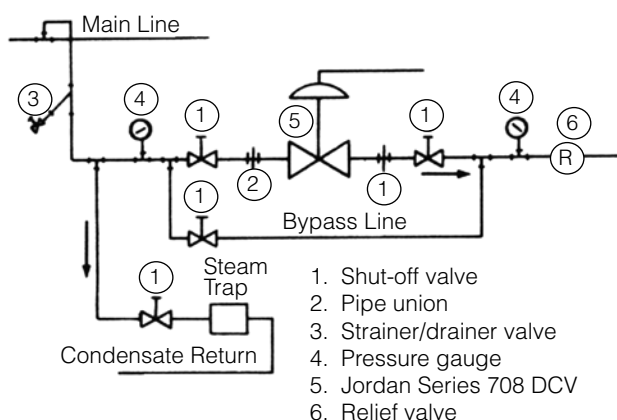 Main Line
3
4
1
5
1
4
6
R
2
1
1
Bypass Line
1
Steam
Trap
Condensate Return
1. Shut-off valve
2. Pipe union
3. Strainer/drainer valve
4. Pressure gauge
5. Jordan Series 708 DCV
6. Relief valve